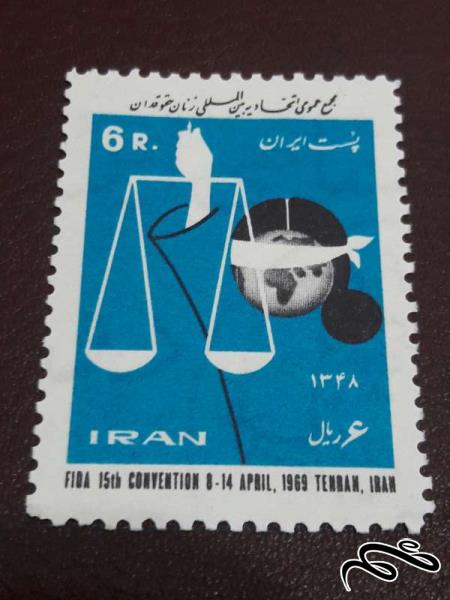 مجمع عمومی اتحادیه بین المللی زنان حقوقدان
6 R. پست ایران
۱۳۴۸
IRAN ۶ ریال
FIDA 15th CONVENTION 8-14 APRIL, 1969 TEHRAN, IRAN